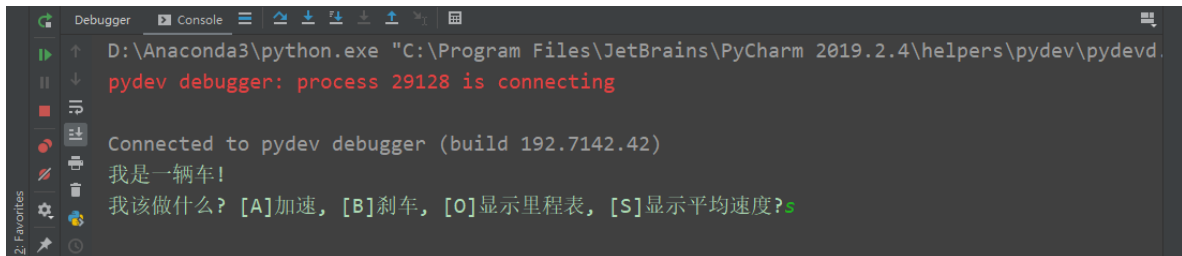 Debugger Console
D:\Anaconda3\python.exe "C:\Program Files\JetBrains\PyCharm 2019.2.4\helpers\pydev\pydevd.
pydev debugger: process 29128 is connecting
Connected to pydev debugger (build 192.7142.42)
我是一辆车!
我该做什么? [A]加速, [B]刹车, [O]显示里程表, [S]显示平均速度?s
2: Favorites